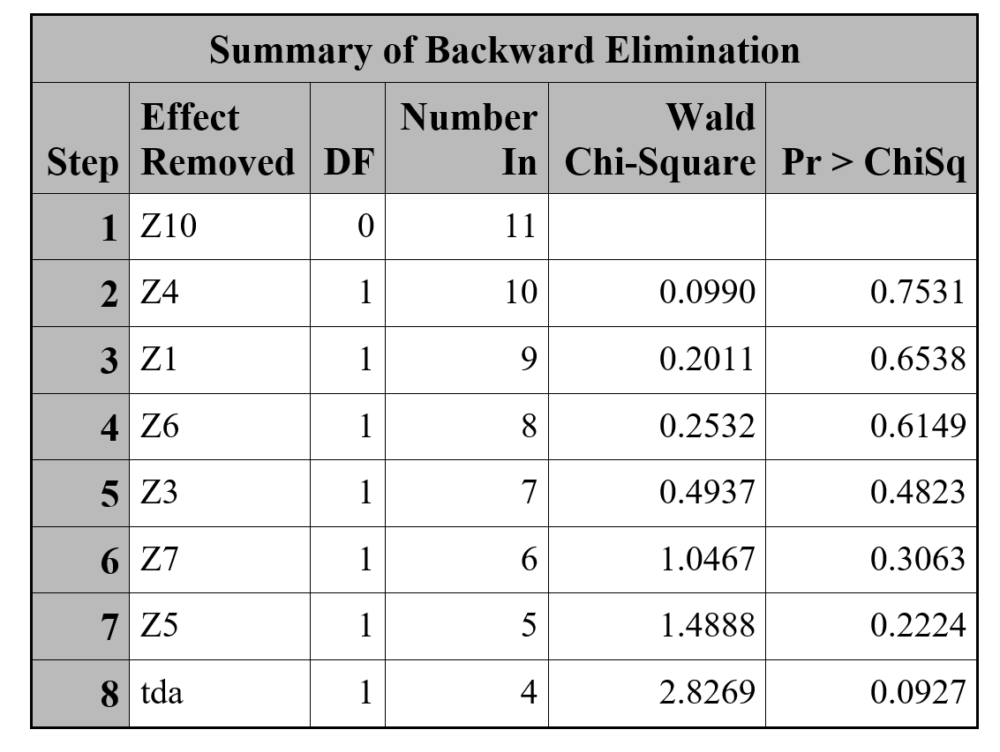 Summary of Backward Elimination
Step Effect Removed DF Number In Wald Chi-Square Pr > ChiSq
1 Z10 0 11
2 Z4 1 10 0.0990 0.7531
3 Z1 1 9 0.2011 0.6538
4 Z6 1 8 0.2532 0.6149
5 Z3 1 7 0.4937 0.4823
6 Z7 1 6 1.0467 0.3063
7 Z5 1 5 1.4888 0.2224
8 tda 1 4 2.8269 0.0927